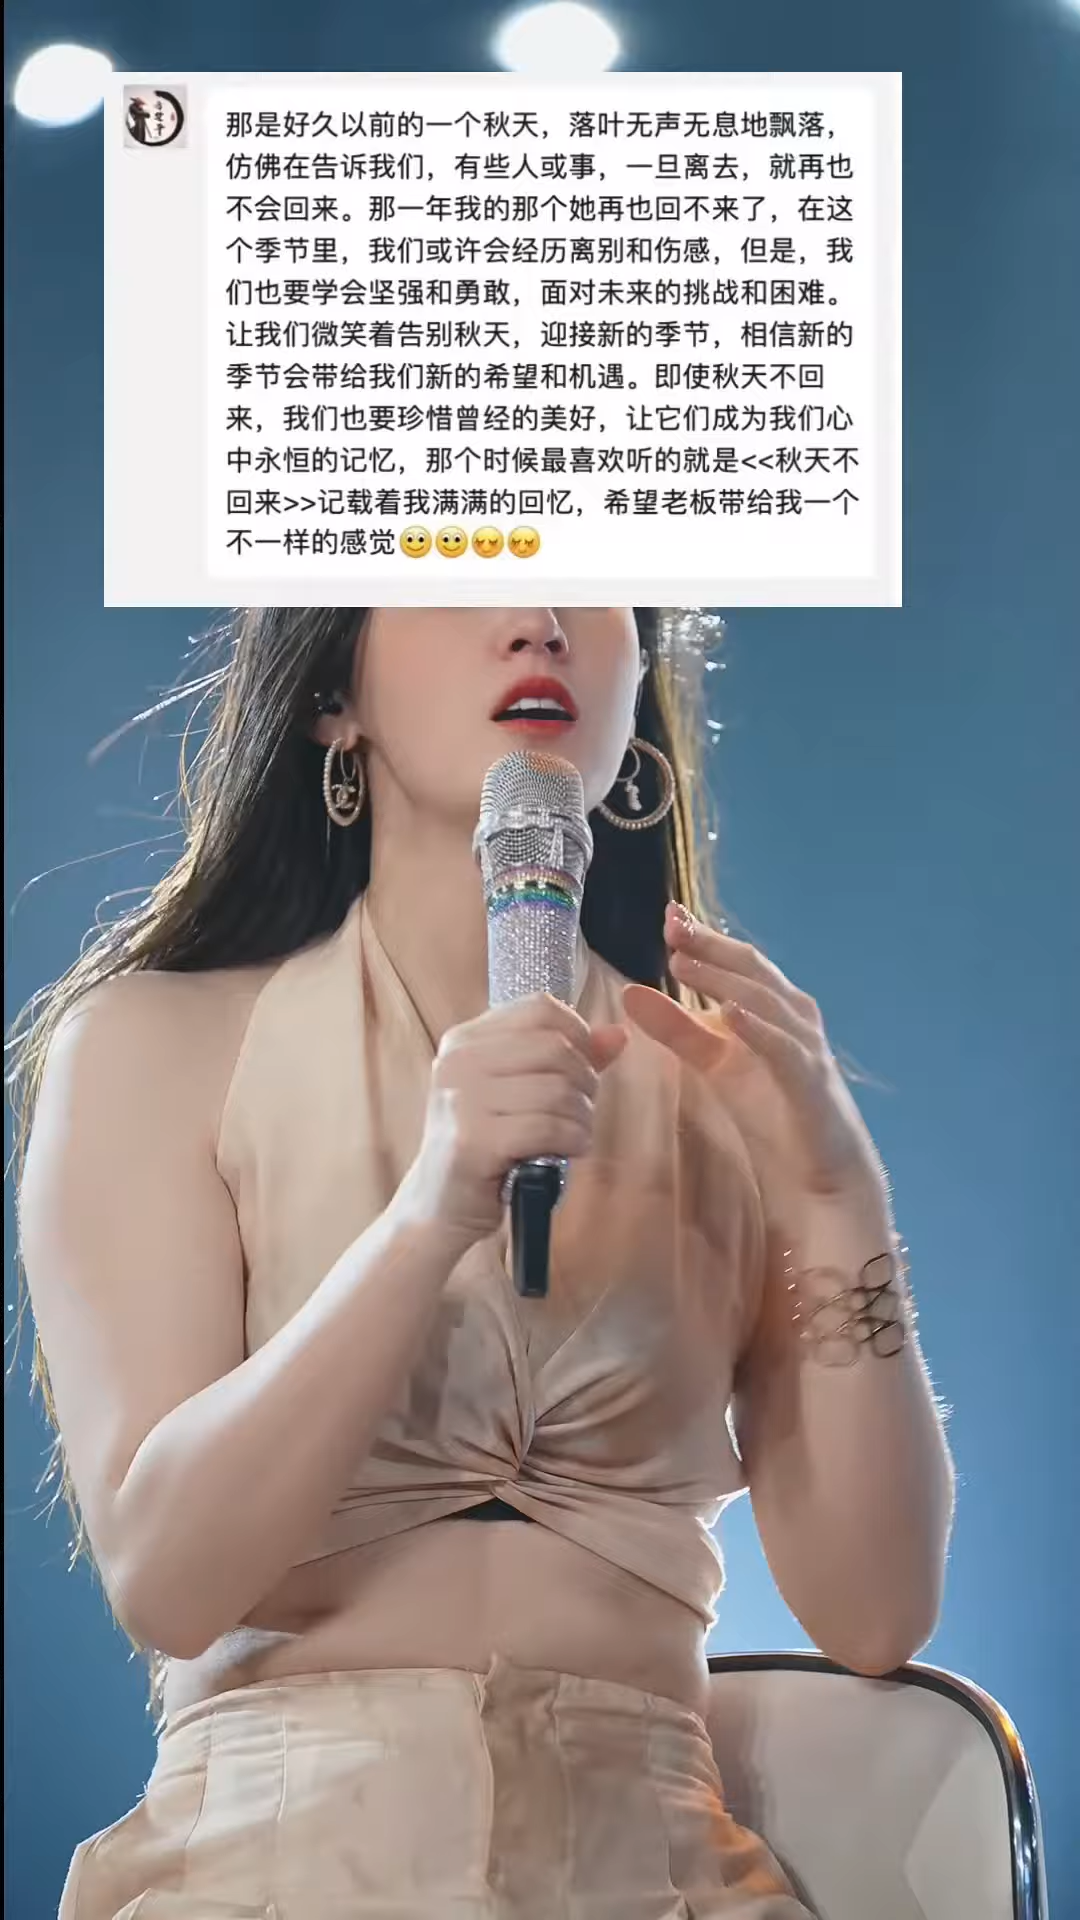 那是好久以前的一个秋天，落叶无声无息地飘落，
仿佛在告诉我们，有些人或事，一旦离去，就再也
不会回来。那一年我的那个她再也回不来了，在这
个季节里，我们或许会经历离别和伤感，但是，我
们也要学会坚强和勇敢，面对未来的挑战和困难。
让我们微笑着告别秋天，迎接新的季节，相信新的
季节会带给我们新的希望和机遇。即使秋天不回
来，我们也要珍惜曾经的美好，让它们成为我们心
中永恒的记忆，那个时候最喜欢听的就是<<秋天不
回来>>记载着我满满的回忆，希望老板带给我一个
不一样的感觉🙂🙂😌😌